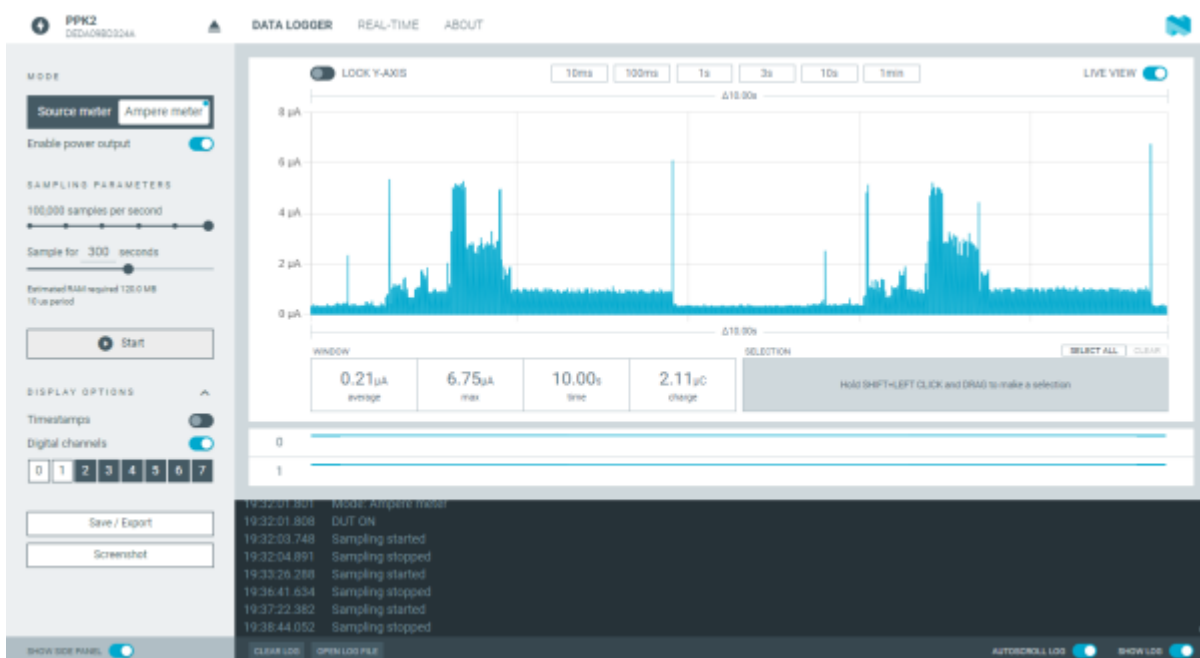 PPK2
DATA LOGGER REAL-TIME ABOUT
MODE
Source meter Ampere meter
Enable power output
SAMPLING PARAMETERS
100,000 samples per second
Sample for 300 seconds
Estimated RAM required 120.0 MB
10 us period
Start
DISPLAY OPTIONS
Timestamps
Digital channels
0 1 2 3 4 5 6 7
Save / Export
Screenshot
SHOW SIDE PANEL
LOCK Y-AXIS
10ms 100ms 1s 3s 10s 1min
LIVE VIEW
Δ10.00s
8 µA
6 µA
4 µA
2 µA
0 µA
Δ10.00s
WINDOW
0.21µA average
6.75µA max
10.00s time
2.11µC charge
SELECTION
SELECT ALL CLEAR
Hold SHIFT+LEFT CLICK and DRAG to make a selection
0
1
19:32:01.801 Mode: Ampere meter
19:32:01.808 DUT ON
19:32:03.748 Sampling started
19:32:04.891 Sampling stopped
19:33:26.288 Sampling started
19:36:41.634 Sampling stopped
19:37:22.382 Sampling started
19:38:44.052 Sampling stopped
CLEAR LOG OPEN LOG FILE
AUTOSCROLL LOG SHOW LOG